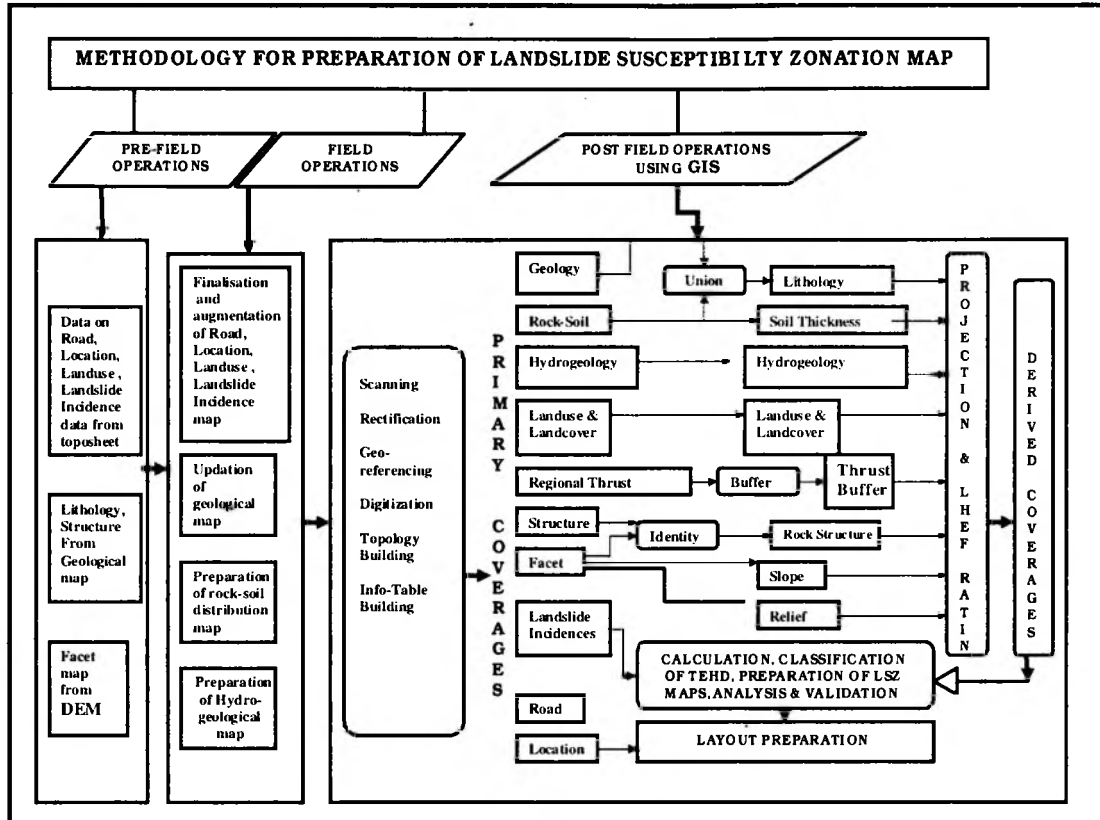 METHODOLOGY FOR PREPARATION OF LANDSLIDE SUSCEPTIBILTY ZONATION MAP
PRE-FIELD
OPERATIONS
FIELD
OPERATIONS
POST FIELD OPERATIONS
USING GIS
Data on
Road,
Location,
Landuse,
Landslide
Incidence
data from
toposheet
Lithology,
Structure
From
Geological
map
Facet
map
from
DEM
Finalisation
and
augmentation
of Road,
Location,
Landuse,
Landslide
Incidence
map
Updation
of
geological
map
Preparation
of rock-soil
distribution
map
Preparation
of Hydro-
geological
map
Scanning
Rectification
Geo-
referencing
Digitization
Topology
Building
Info-Table
Building
PRIMARY COVERAGES
Geology
Union
Lithology
Rock-Soil
Soil Thickness
Hydrogeology
Hydrogeology
Landuse &
Landcover
Landuse &
Landcover
Regional Thrust
Buffer
Thrust
Buffer
Structure
Identity
Rock Structure
Facet
Slope
Relief
Landslide
Incidences
CALCULATION, CLASSIFICATION
OF TEHD, PREPARATION OF LSZ
MAPS, ANALYSIS & VALIDATION
Road
Location
LAYOUT PREPARATION
PROJECTION & LHEF RATIN
DERIVED COVERAGES